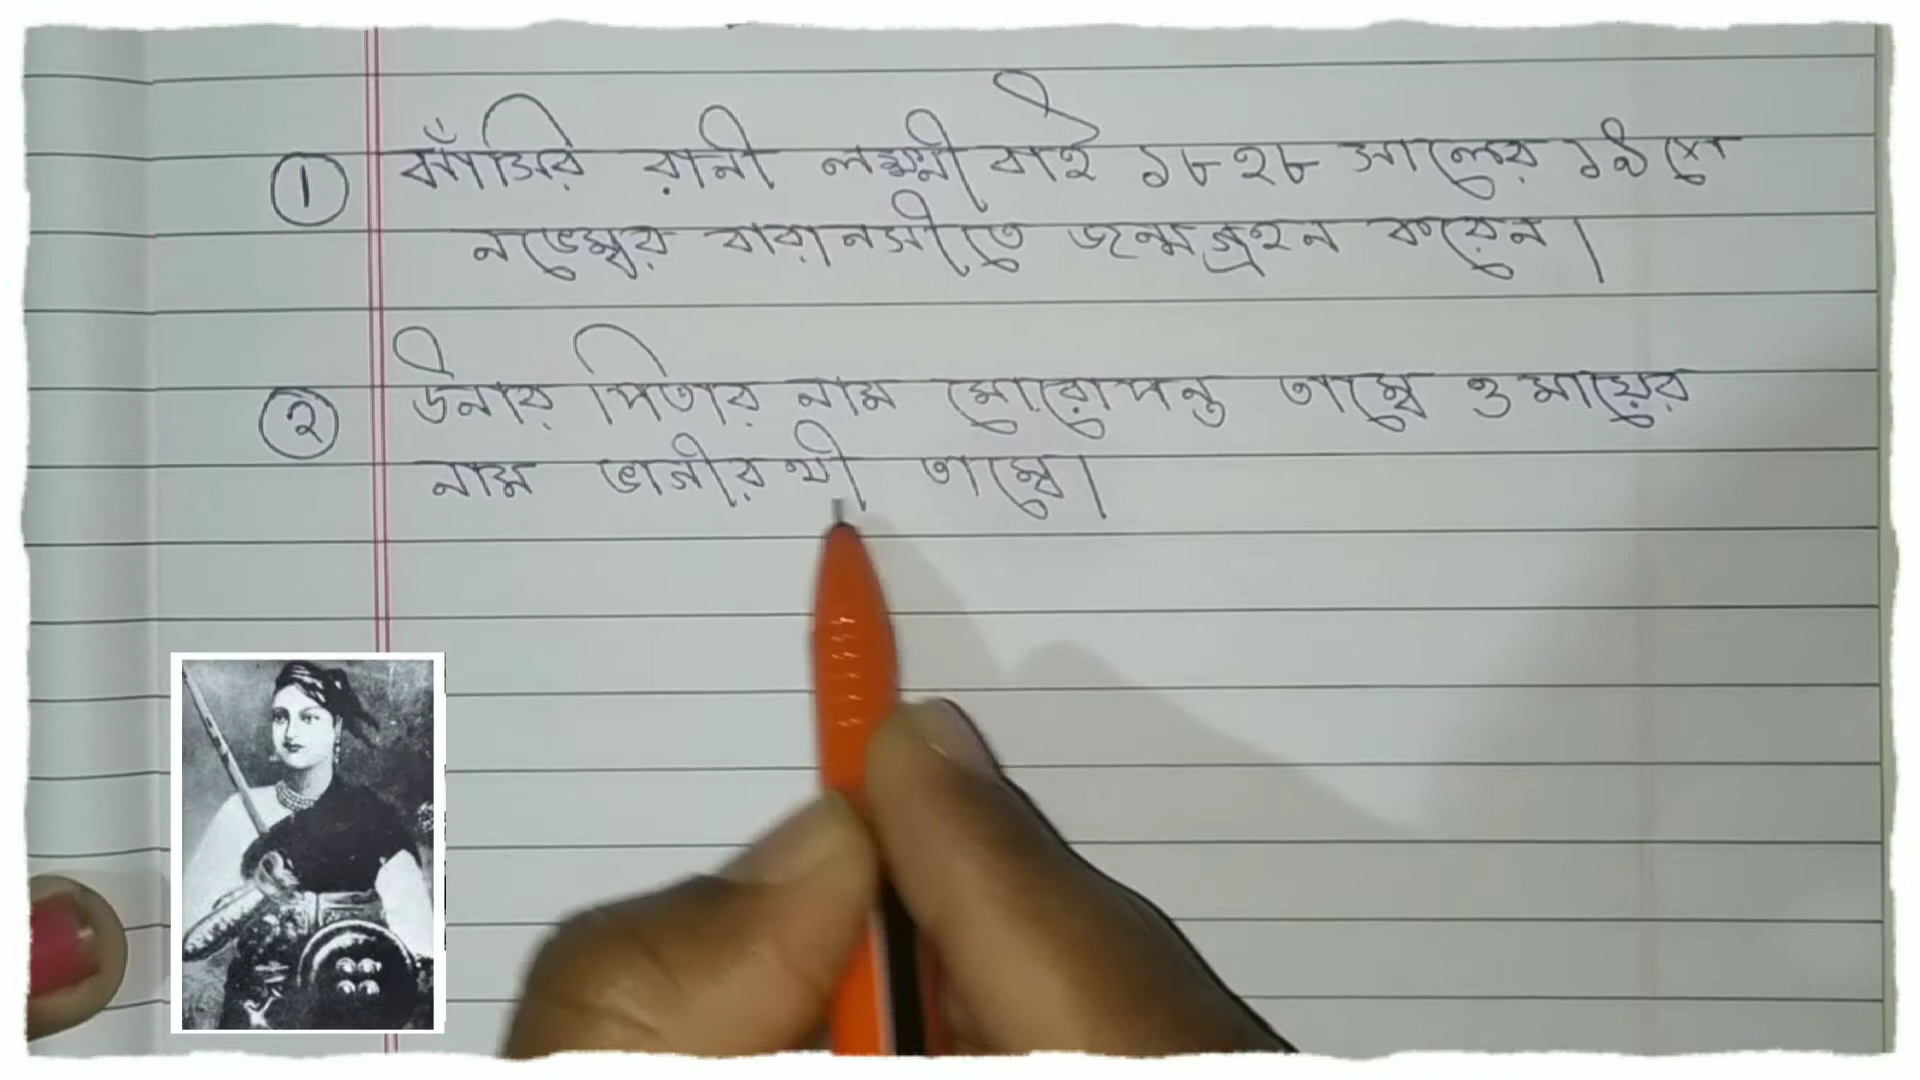 ① ঝাঁসির রানী লক্ষ্মীবাই ১৮২৮ সালের ১৯শে
নভেম্বর বারানসীতে জন্মগ্রহন করেন।
② উনার পিতার নাম মোরোপন্ত তাম্বে ও মায়ের
নাম ভাগীরথী তাম্বে।